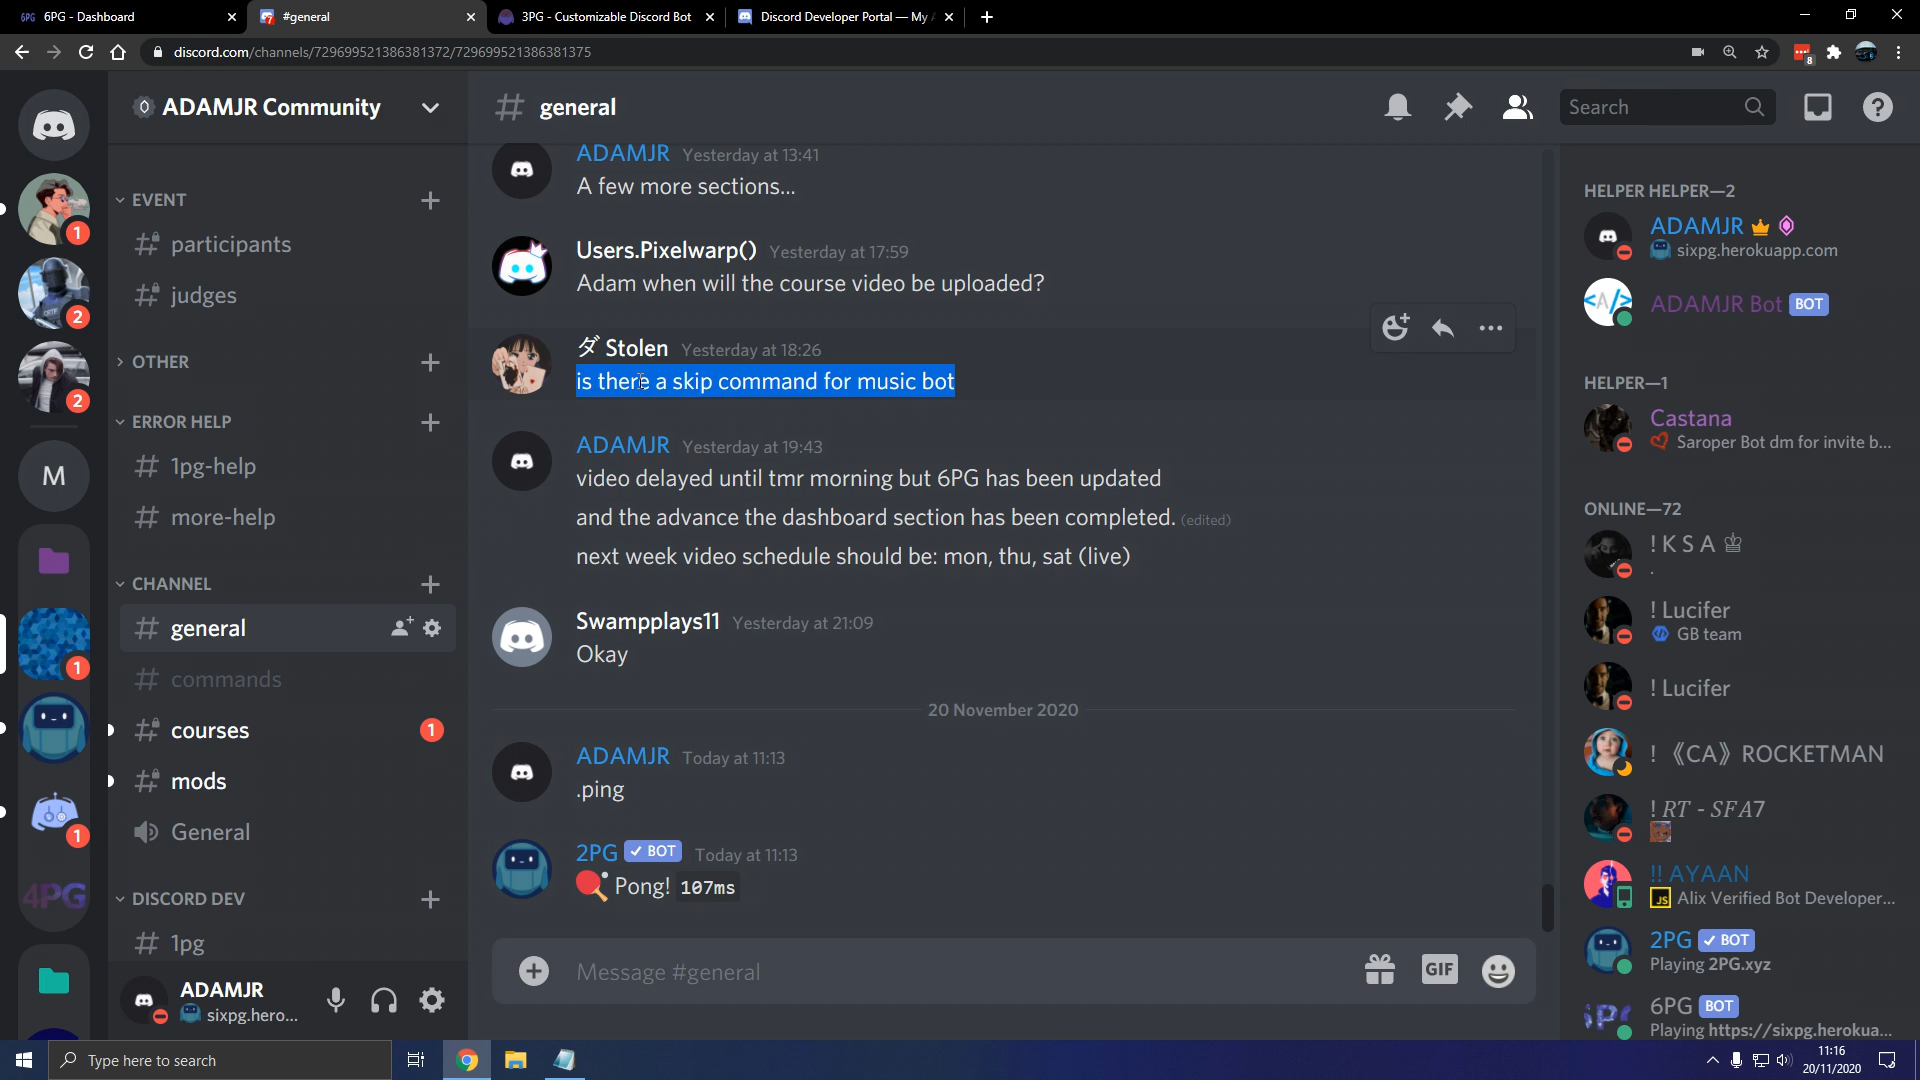 6PG - Dashboard
#general
3PG - Customizable Discord Bot
Discord Developer Portal — My
discord.com/channels/729699521386381372/729699521386381375
8
ADAMJR Community
general
Search
EVENT
participants
judges
OTHER
ERROR HELP
1pg-help
more-help
CHANNEL
general
commands
courses
1
mods
General
DISCORD DEV
1pg
ADAMJR
sixpg.hero...
1
2
2
M
1
1
4PG
ADAMJR Yesterday at 13:41
A few more sections...
Users.Pixelwarp() Yesterday at 17:59
Adam when will the course video be uploaded?
ダ Stolen Yesterday at 18:26
is there a skip command for music bot
ADAMJR Yesterday at 19:43
video delayed until tmr morning but 6PG has been updated
and the advance the dashboard section has been completed. (edited)
next week video schedule should be: mon, thu, sat (live)
Swampplays11 Yesterday at 21:09
Okay
20 November 2020
ADAMJR Today at 11:13
.ping
2PG BOT Today at 11:13
Pong! 107ms
Message #general
GIF
HELPER HELPER—2
ADAMJR
sixpg.herokuapp.com
ADAMJR Bot BOT
HELPER—1
Castana
Saroper Bot dm for invite b...
ONLINE—72
! K S A ♔
.
! Lucifer
GB team
! Lucifer
! 《CA》 ROCKETMAN
! RT - SFA7
!! AYAAN
JS Alix Verified Bot Developer...
2PG BOT
Playing 2PG.xyz
6PG BOT
Playing https://sixpg.herokua...
Type here to search
11:16
20/11/2020